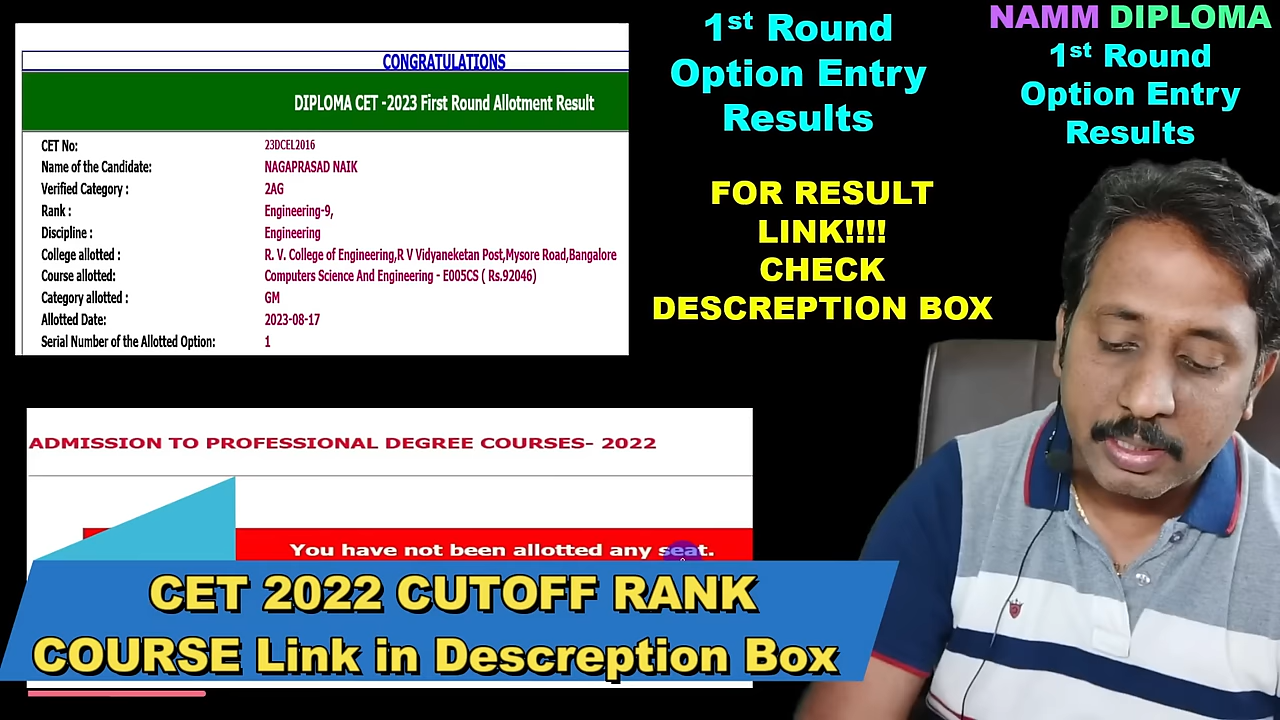 CONGRATULATIONS
DIPLOMA CET -2023 First Round Allotment Result
CET No: 23DCEL2016
Name of the Candidate: NAGAPRASAD NAIK
Verified Category : 2AG
Rank : Engineering-9,
Discipline : Engineering
College allotted : R. V. College of Engineering,R V Vidyaneketan Post,Mysore Road,Bangalore
Course allotted: Computers Science And Engineering - E005CS ( Rs.92046)
Category allotted : GM
Allotted Date: 2023-08-17
Serial Number of the Allotted Option: 1
1st Round
Option Entry
Results
NAMM DIPLOMA
1st Round
Option Entry
Results
FOR RESULT
LINK!!!!
CHECK
DESCREPTION BOX
ADMISSION TO PROFESSIONAL DEGREE COURSES- 2022
You have not been allotted any seat.
CET 2022 CUTOFF RANK
COURSE Link in Descreption Box